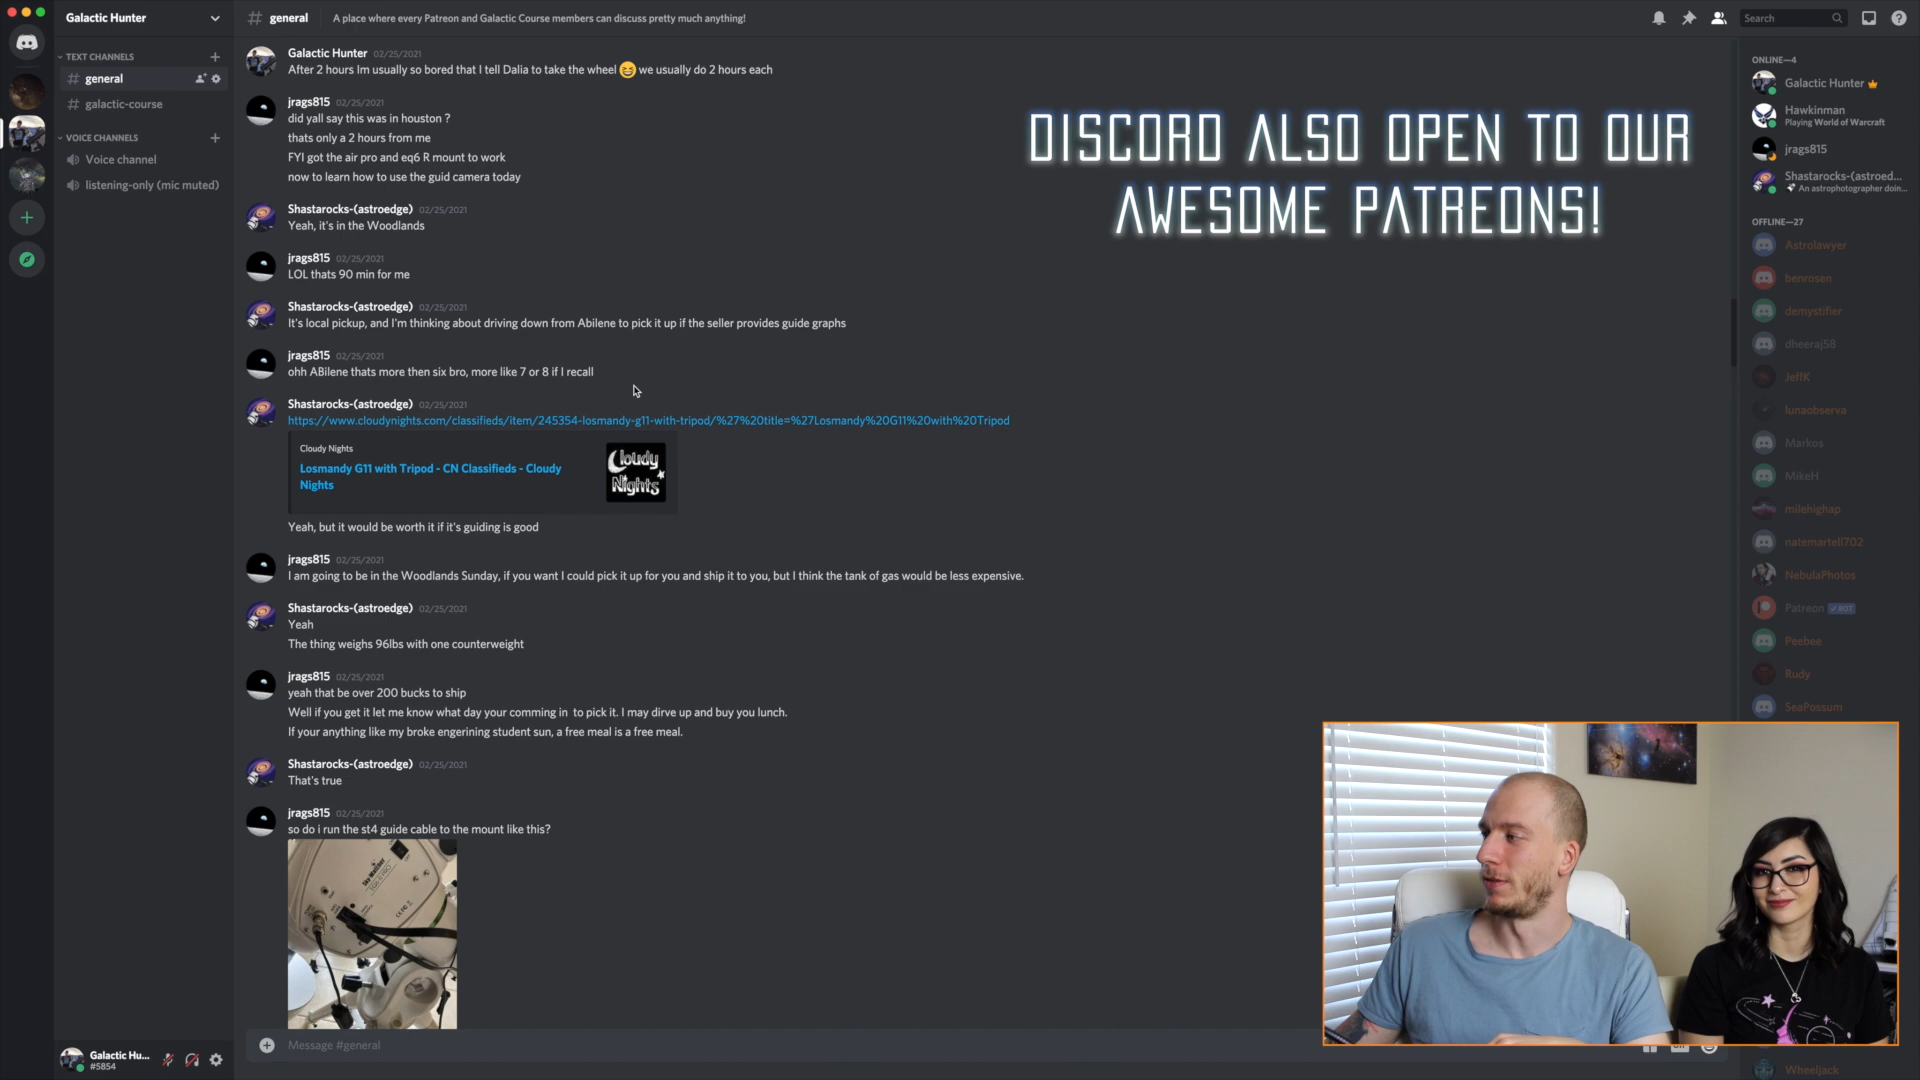 Galactic Hunter
general
A place where every Patreon and Galactic Course members can discuss pretty much anything!
Search
TEXT CHANNELS
general
galactic-course
VOICE CHANNELS
Voice channel
listening-only (mic muted)
Galactic Hu...
#5854
Galactic Hunter 02/25/2021
After 2 hours Im usually so bored that I tell Dalia to take the wheel 😆 we usually do 2 hours each
jrags815 02/25/2021
did yall say this was in houston ?
thats only a 2 hours from me
FYI got the air pro and eq6 R mount to work
now to learn how to use the guid camera today
Shastarocks-(astroedge) 02/25/2021
Yeah, it's in the Woodlands
jrags815 02/25/2021
LOL thats 90 min for me
Shastarocks-(astroedge) 02/25/2021
It's local pickup, and I'm thinking about driving down from Abilene to pick it up if the seller provides guide graphs
jrags815 02/25/2021
ohh ABilene thats more then six bro, more like 7 or 8 if I recall
Shastarocks-(astroedge) 02/25/2021
https://www.cloudynights.com/classifieds/item/245354-losmandy-g11-with-tripod/%27%20title=%27Losmandy%20G11%20with%20Tripod
Cloudy Nights
Losmandy G11 with Tripod - CN Classifieds - Cloudy
Nights
Cloudy
Nights
Yeah, but it would be worth it if it's guiding is good
jrags815 02/25/2021
I am going to be in the Woodlands Sunday, if you want I could pick it up for you and ship it to you, but I think the tank of gas would be less expensive.
Shastarocks-(astroedge) 02/25/2021
Yeah
The thing weighs 96lbs with one counterweight
jrags815 02/25/2021
yeah that be over 200 bucks to ship
Well if you get it let me know what day your comming in to pick it. I may dirve up and buy you lunch.
If your anything like my broke engerining student sun, a free meal is a free meal.
Shastarocks-(astroedge) 02/25/2021
That's true
jrags815 02/25/2021
so do i run the st4 guide cable to the mount like this?
Sky-Watcher
Message #general
DISCORD ALSO OPEN TO OUR
AWESOME PATREONS!
ONLINE—4
Galactic Hunter
Hawkinman
Playing World of Warcraft
jrags815
Shastarocks-(astroed...
An astrophotographer doin...
OFFLINE—27
Astrolawyer
benrosen
demystifier
dheeraj58
JeffK
lunaobserva
Markos
MikeH
milehighap
natemartell702
NebulaPhotos
Patreon ✓BOT
Peebee
Rudy
SeaPossum
Wheeljack